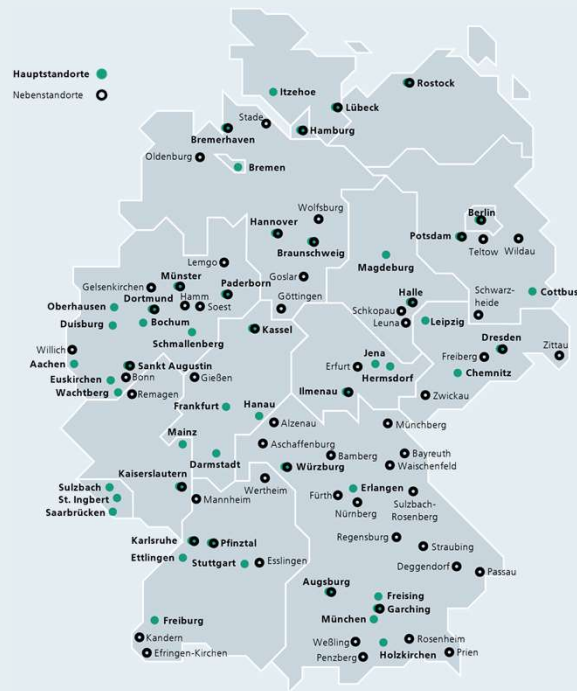 Hauptstandorte
Nebenstandorte
Rostock
Itzehoe
Lübeck
Stade
Hamburg
Bremerhaven
Oldenburg
Bremen
Wolfsburg
Hannover
Berlin
Braunschweig
Potsdam
Teltow
Wildau
Magdeburg
Lemgo
Goslar
Münster
Paderborn
Gelsenkirchen
Dortmund
Hamm
Soest
Göttingen
Halle
Schwarz-
heide
Cottbus
Oberhausen
Schkopau
Leuna
Leipzig
Duisburg
Bochum
Kassel
Schmallenberg
Willich
Dresden
Zittau
Aachen
Sankt Augustin
Jena
Erfurt
Freiberg
Hermsdorf
Chemnitz
Euskirchen
Bonn
Gießen
Wachtberg
Remagen
Ilmenau
Zwickau
Frankfurt
Hanau
Alzenau
Münchberg
Mainz
Aschaffenburg
Bamberg
Bayreuth
Darmstadt
Waischenfeld
Würzburg
Kaiserslautern
Wertheim
Sulzbach
Mannheim
Fürth
Erlangen
St. Ingbert
Nürnberg
Sulzbach-
Rosenberg
Saarbrücken
Karlsruhe
Pfinztal
Regensburg
Straubing
Ettlingen
Stuttgart
Esslingen
Deggendorf
Passau
Augsburg
Freising
Garching
Freiburg
München
Kandern
Weßling
Rosenheim
Efringen-Kirchen
Penzberg
Holzkirchen
Prien